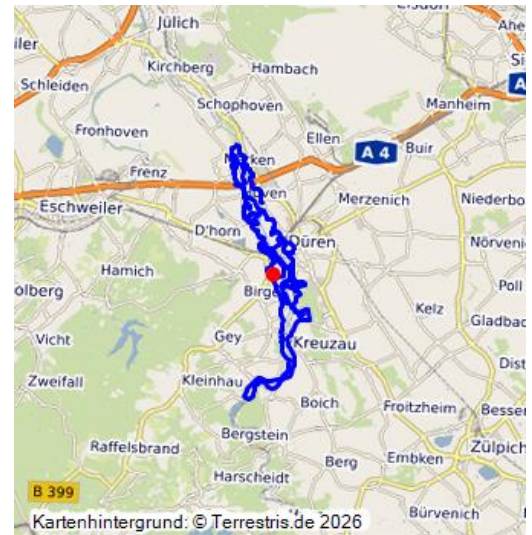 Elsdorf
Jülich
Ahe
iler
Kirchberg
Hambach
Si
Schleiden
A
Schophoven
Manheim
Fronhoven
Ellen
Buir
A 4
Frenz
Merzenich
Niederbo
Eschweiler
D'horn
Düren
Nörveni
Hamich
Poll
olberg
Birge
Kelz
Gladbac
Vicht
Gey
Kreuzau
Dist
Zweifall
Kleinhau
Boich
Froitzheim
Besse
Bergstein
Raffelsbrand
Berg
Embken
Zülpich
Harscheidt
B 399
Bürvenich
Kartenhintergrund: © Terrestris.de 2026